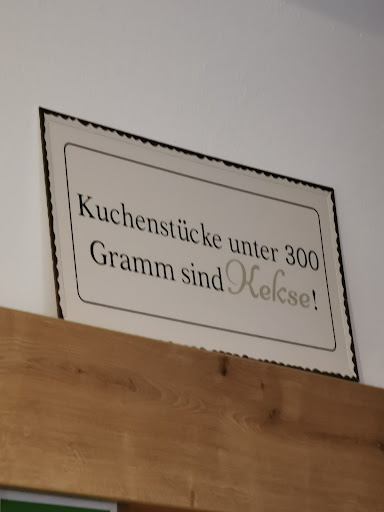 Kuchenstücke unter 300
Gramm sind Kekse!